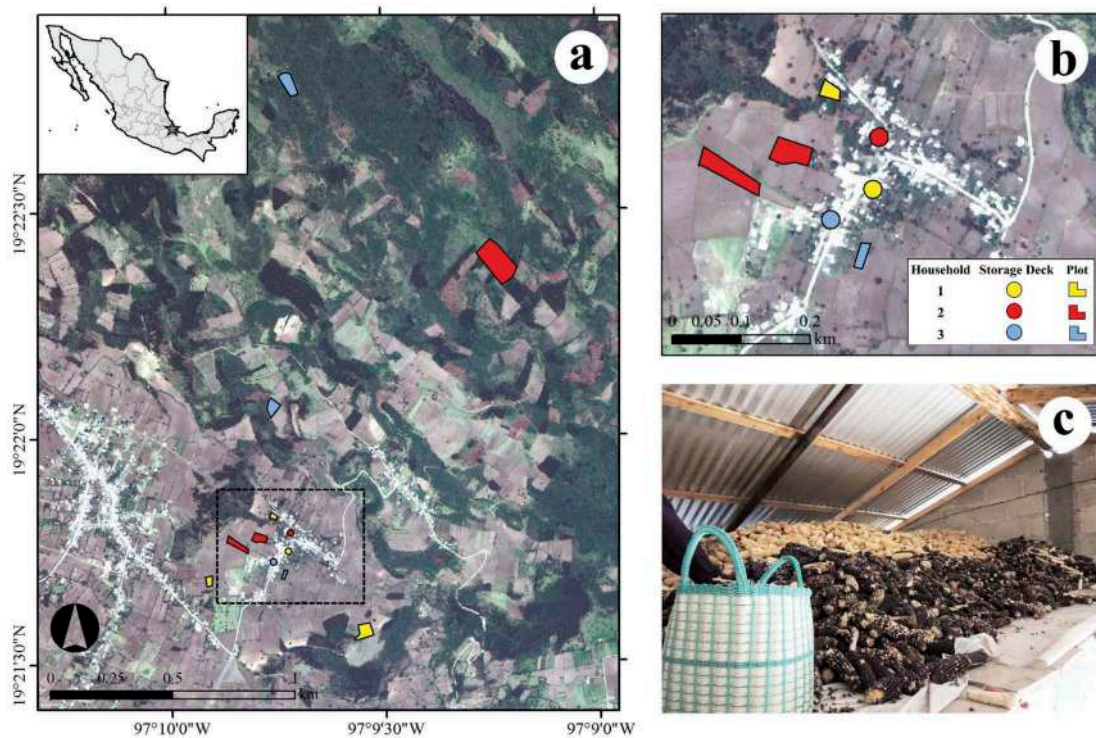 a
19°22'30"N
19°22'0"N
19°21'30"N
0 0.25 0.5 1
km
97°10'0"W 97°9'30"W 97°9'0"W
b
Household Storage Deck Plot
1
2
3
0 0.05 0.1 0.2
km
c